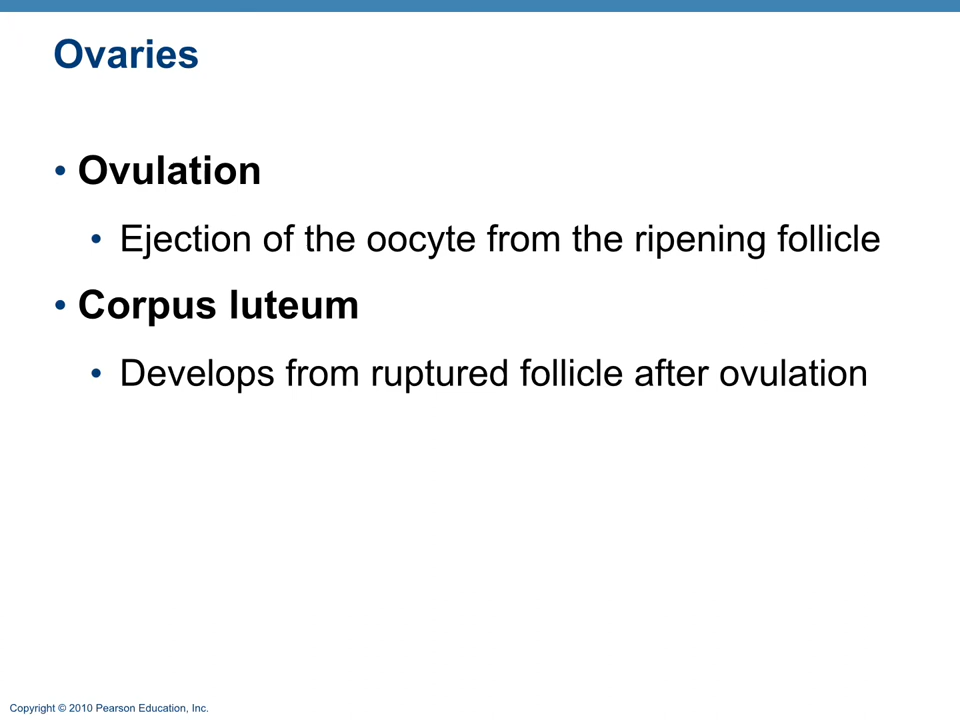 Ovaries
• Ovulation
• Ejection of the oocyte from the ripening follicle
• Corpus luteum
• Develops from ruptured follicle after ovulation
Copyright © 2010 Pearson Education, Inc.